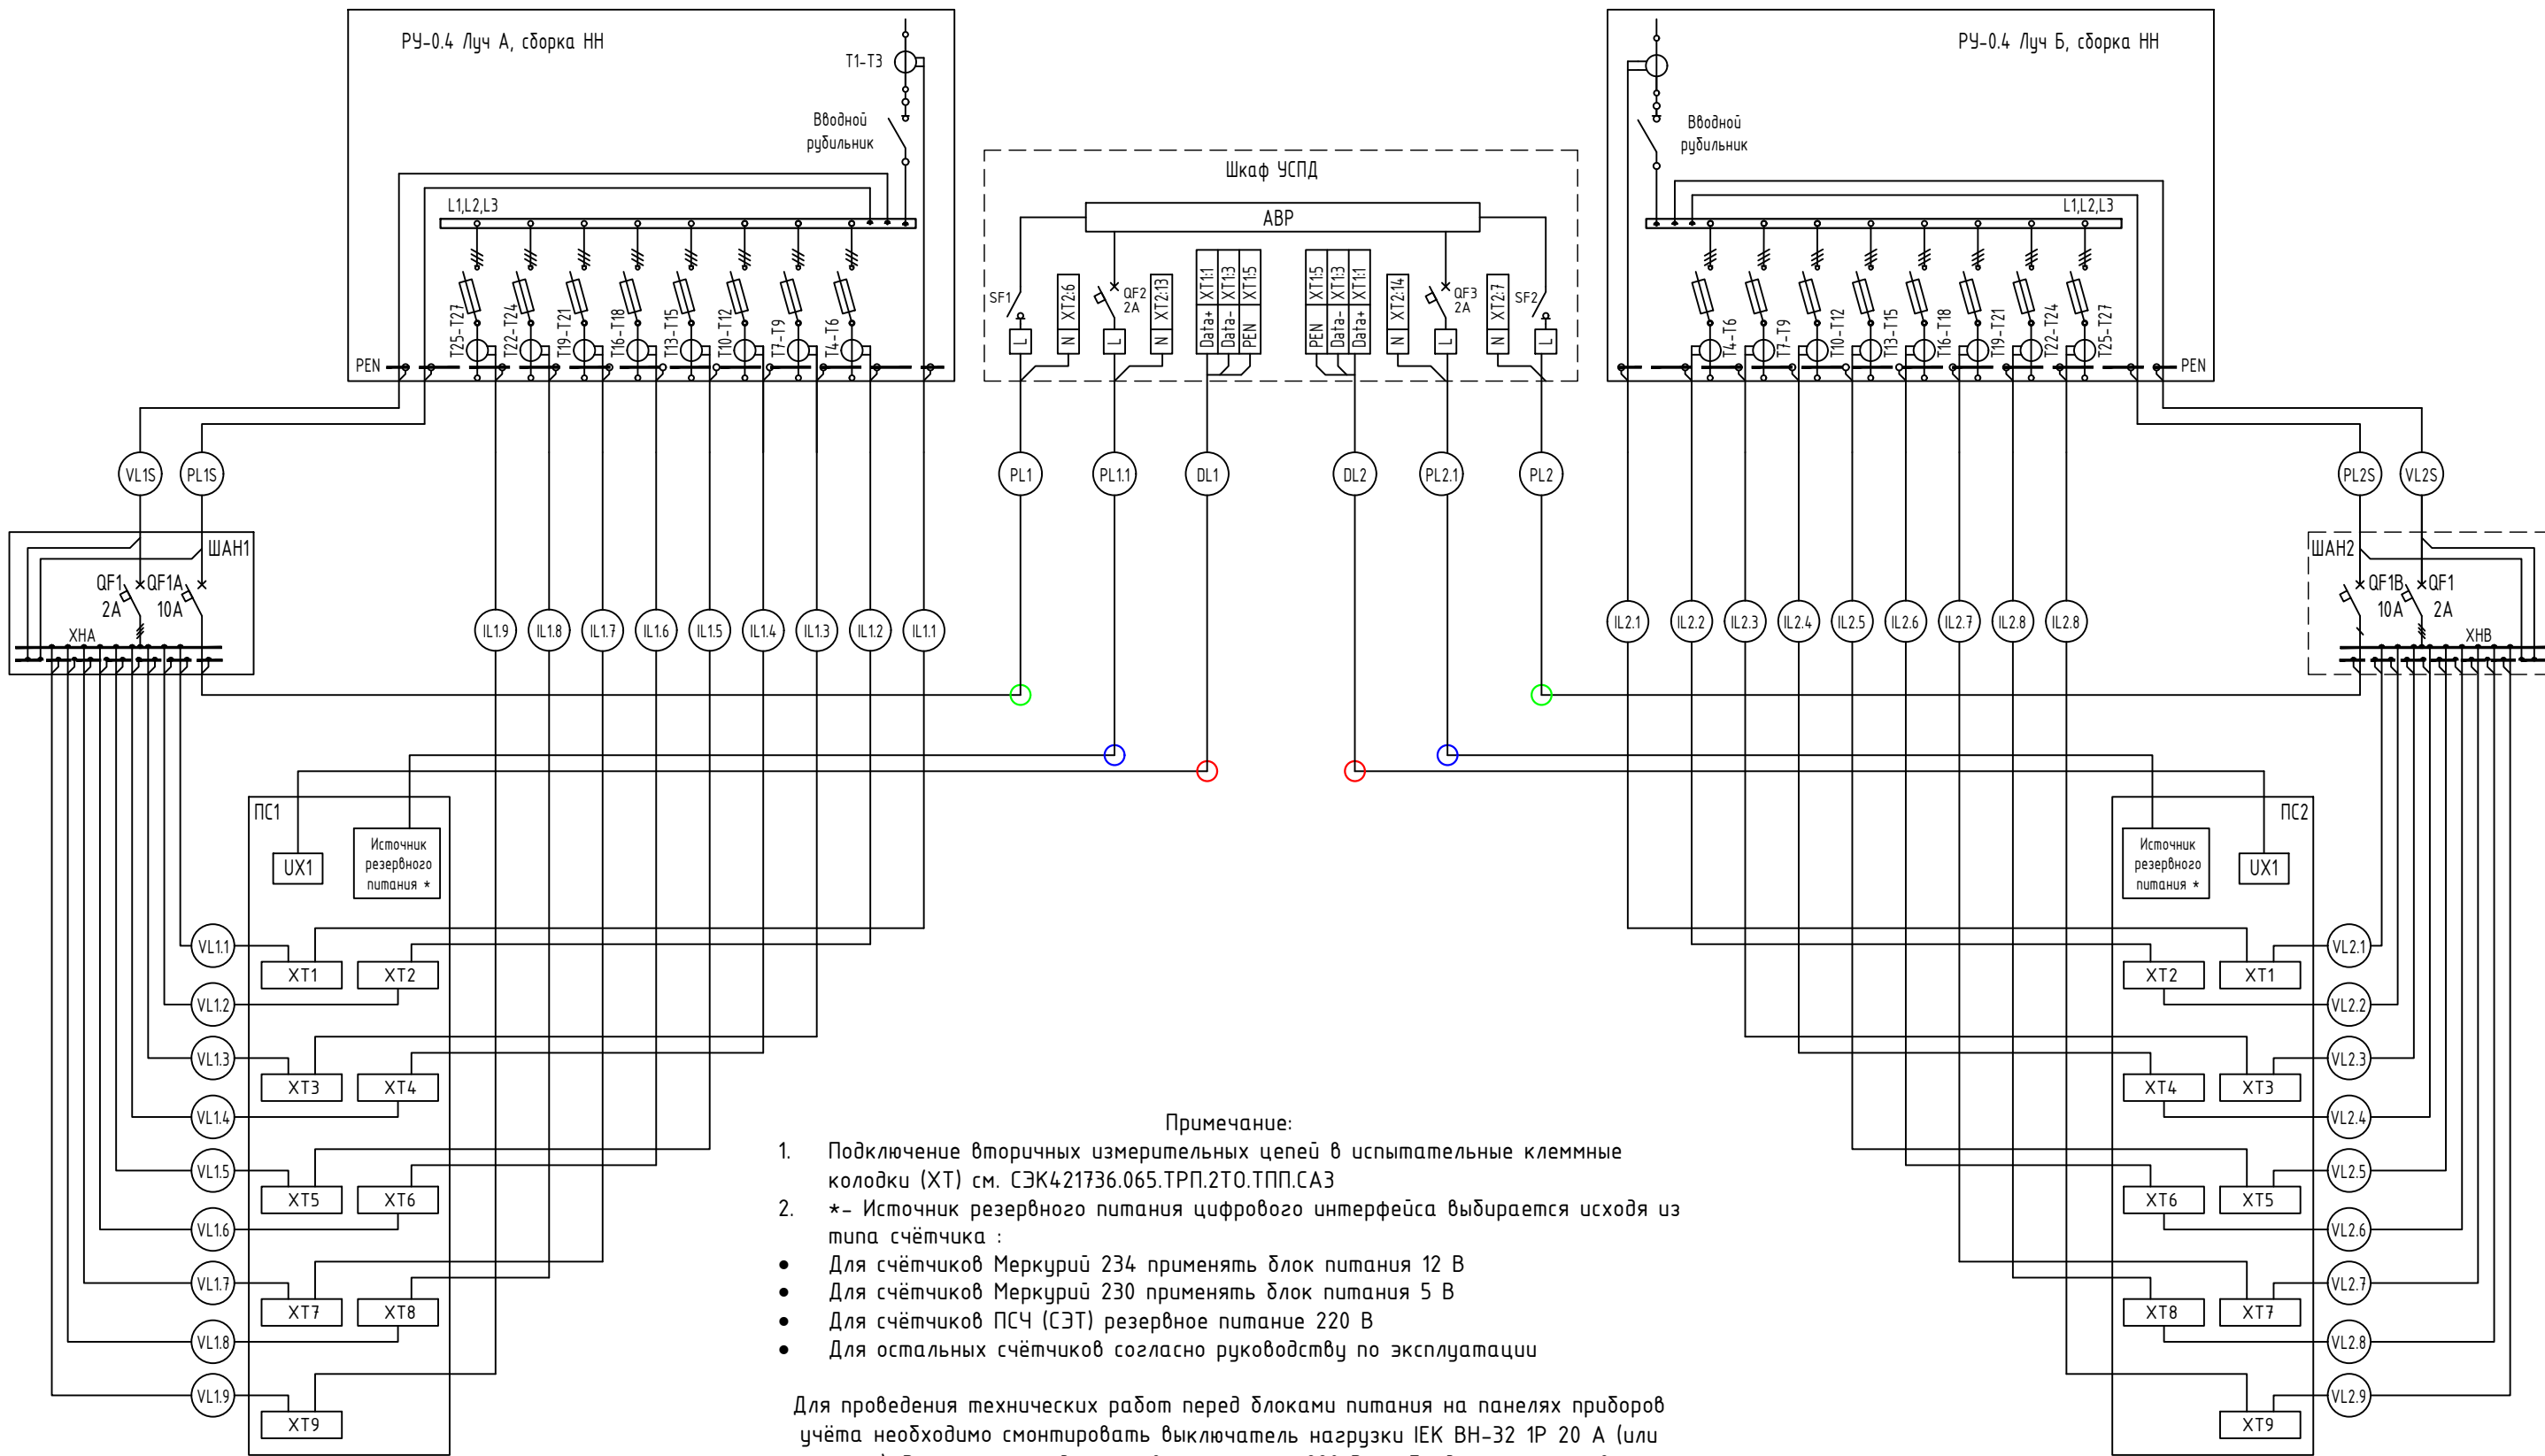 РУ-0.4 Луч А, сборка НН
Т1-Т3
Вводной
рубильник
L1,L2,L3
Т25-Т27
Т22-Т24
Т19-Т21
Т16-Т18
Т13-Т15
Т10-Т12
Т7-Т9
Т4-Т6
PEN
Шкаф УСПД
АВР
SF1
L
N XT2:6
QF2
2А
L
N XT2:13
Data+ XT1:1
Data- XT1:3
PEN XT1:5
PEN XT1:5
Data- XT1:3
Data+ XT1:1
N XT2:14
QF3
2А
L
N XT2:7
SF2
L
РУ-0.4 Луч Б, сборка НН
Вводной
рубильник
L1,L2,L3
Т4-Т6
Т7-Т9
Т10-Т12
Т13-Т15
Т16-Т18
Т19-Т21
Т22-Т24
Т25-Т27
PEN
VL1S
PL1S
PL1
PL1.1
DL1
DL2
PL2.1
PL2
PL2S
VL2S
ШАН1
QF1
2А
QF1A
10А
XHA
ШАН2
QF1B
10А
QF1
2А
XHB
IL1.9
IL1.8
IL1.7
IL1.6
IL1.5
IL1.4
IL1.3
IL1.2
IL1.1
IL2.1
IL2.2
IL2.3
IL2.4
IL2.5
IL2.6
IL2.7
IL2.8
IL2.8
ПС1
UX1
Источник
резервного
питания *
VL1.1
XT1
XT2
VL1.2
VL1.3
XT3
XT4
VL1.4
VL1.5
XT5
XT6
VL1.6
VL1.7
XT7
XT8
VL1.8
VL1.9
XT9
ПС2
Источник
резервного
питания *
UX1
XT2
XT1
VL2.1
VL2.2
XT4
XT3
VL2.3
VL2.4
XT6
XT5
VL2.5
VL2.6
XT8
XT7
VL2.7
VL2.8
XT9
VL2.9
Примечание:
1. Подключение вторичных измерительных цепей в испытательные клеммные
колодки (ХТ) см. СЭК421736.065.ТРП.2ТО.ТПП.САЗ
2. *- Источник резервного питания цифрового интерфейса выбирается исходя из
типа счётчика :
• Для счётчиков Меркурий 234 применять блок питания 12 В
• Для счётчиков Меркурий 230 применять блок питания 5 В
• Для счётчиков ПСЧ (СЭТ) резервное питание 220 В
• Для остальных счётчиков согласно руководству по эксплуатации
Для проведения технических работ перед блоками питания на панелях приборов
учёта необходимо смонтировать выключатель нагрузки IEK ВН-32 1Р 20 А (или